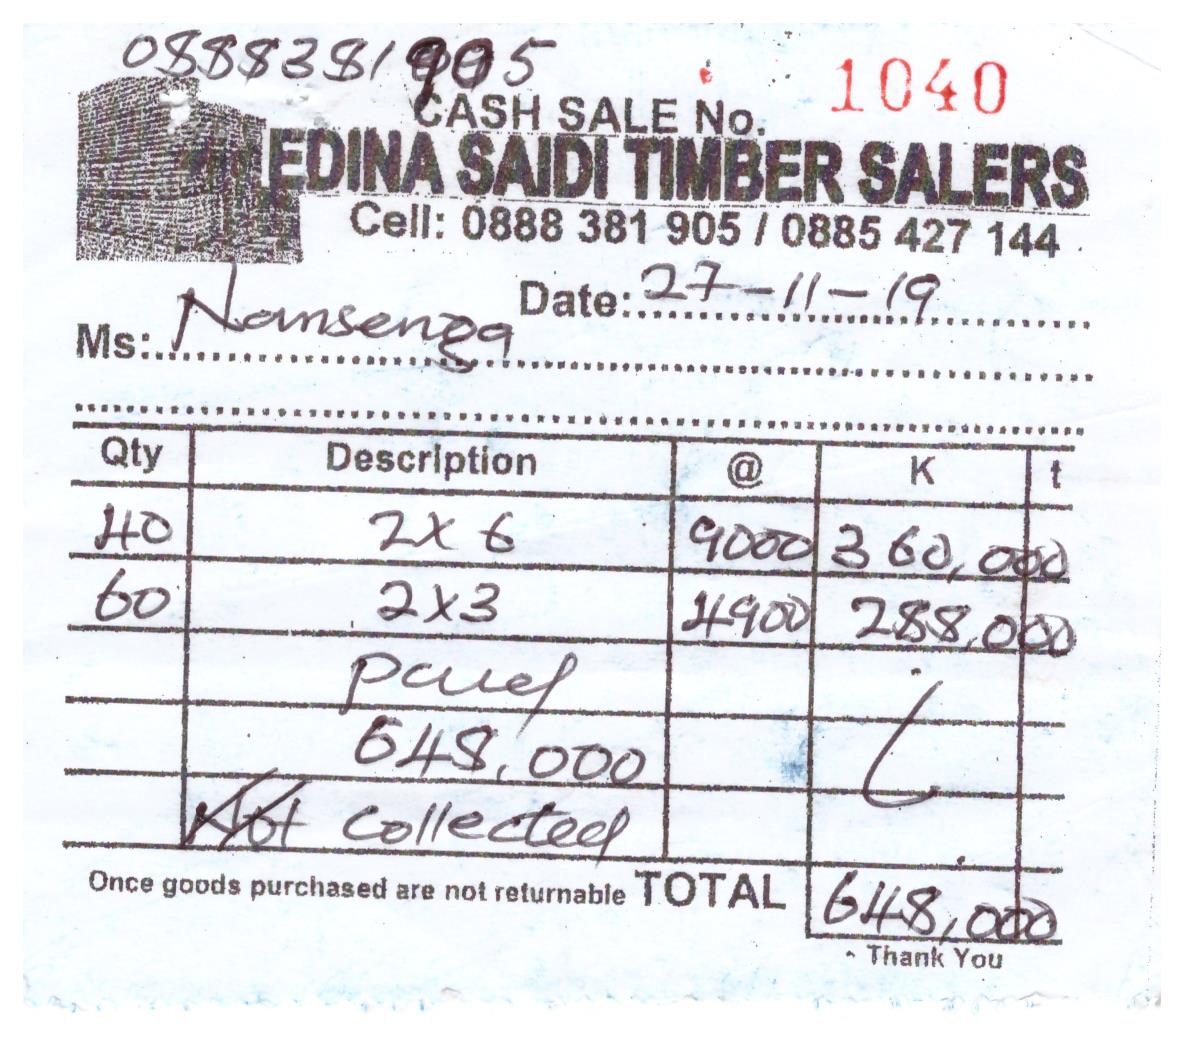 0888381905
1040
CASH SALE No.
EDINA SAIDI TIMBER SALERS
Cell: 0888 381 905 / 0885 427 144
Date: 27-11-19
Ms: Nansenga
Qty Description @ K t
40 2x6 9000 360,000
60 2x3 4900 288,000
paid
648,000
Not collected
Once goods purchased are not returnable TOTAL 648,000
Thank You